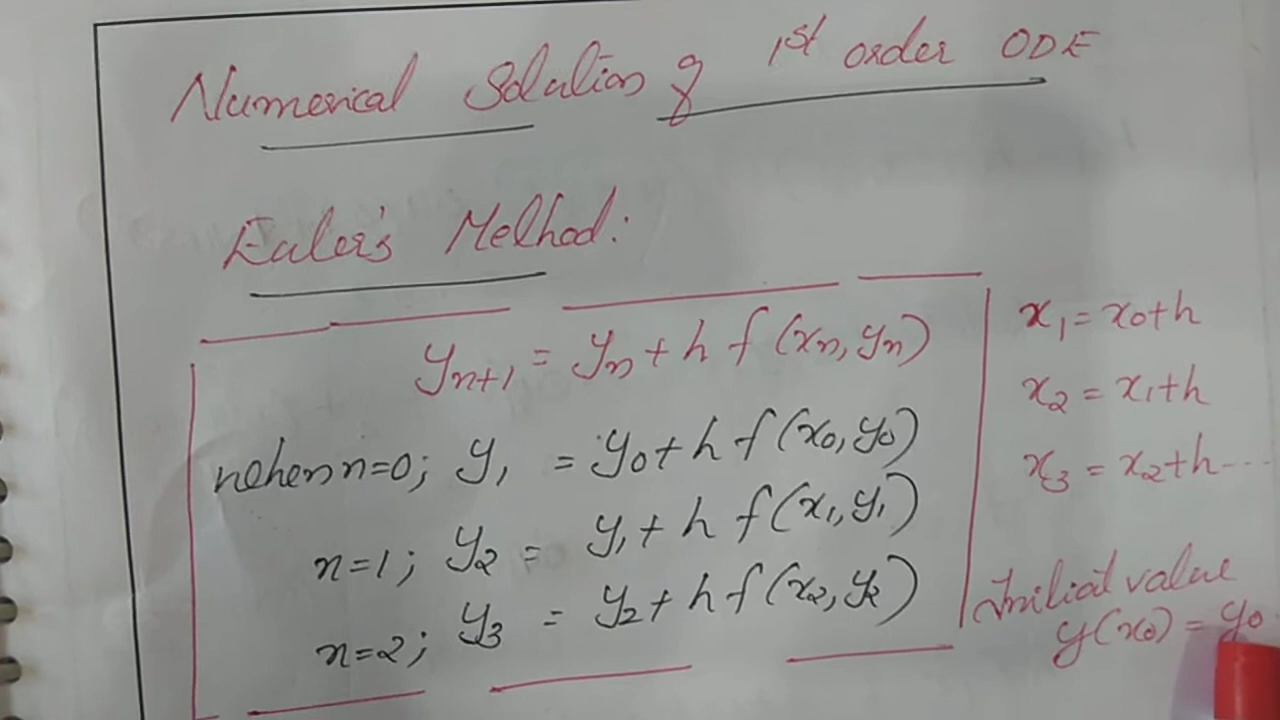 Numerical Solution of 1st order ODE
Euler's Method:
yₙ₊₁ = yₙ + h f(xₙ, yₙ)
when n=0; y₁ = y₀ + h f(x₀, y₀)
n=1; y₂ = y₁ + h f(x₁, y₁)
n=2; y₃ = y₂ + h f(x₂, y₂)
x₁ = x₀+h
x₂ = x₁+h
x₃ = x₂+h ----
Initial value
y(x₀) = y₀